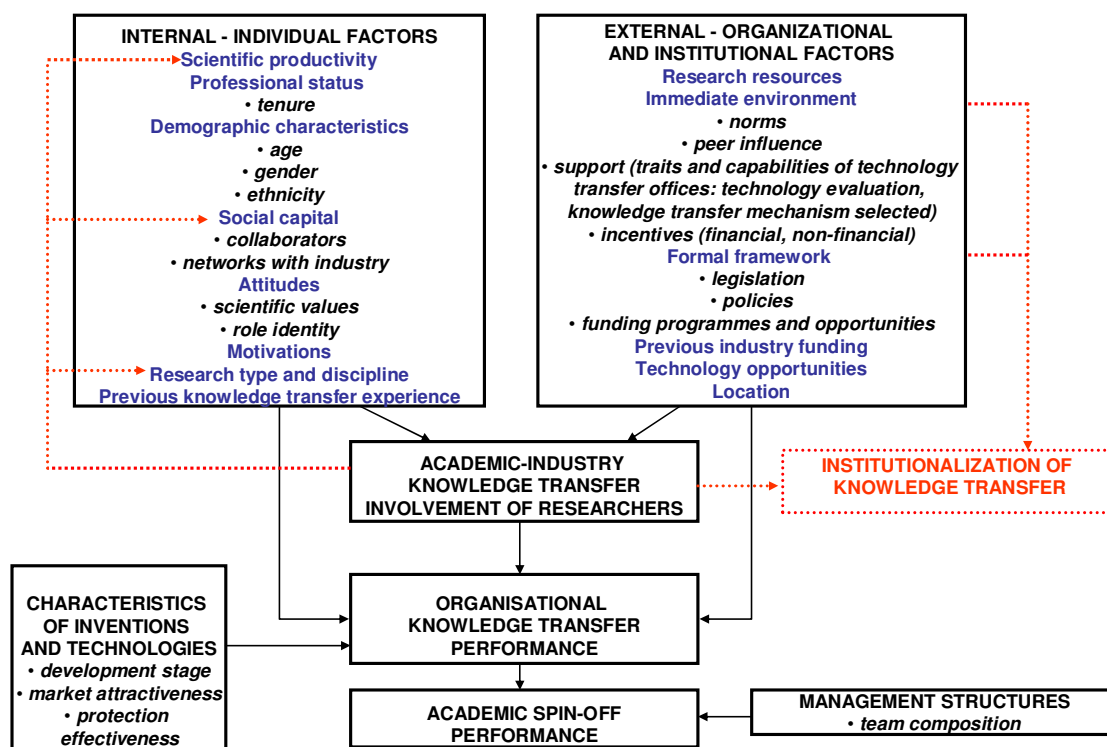 INTERNAL - INDIVIDUAL FACTORS
Scientific productivity
Professional status
• tenure
Demographic characteristics
• age
• gender
• ethnicity
Social capital
• collaborators
• networks with industry
Attitudes
• scientific values
• role identity
Motivations
Research type and discipline
Previous knowledge transfer experience
EXTERNAL - ORGANIZATIONAL
AND INSTITUTIONAL FACTORS
Research resources
Immediate environment
• norms
• peer influence
• support (traits and capabilities of technology
transfer offices: technology evaluation,
knowledge transfer mechanism selected)
• incentives (financial, non-financial)
Formal framework
• legislation
• policies
• funding programmes and opportunities
Previous industry funding
Technology opportunities
Location
ACADEMIC-INDUSTRY
KNOWLEDGE TRANSFER
INVOLVEMENT OF RESEARCHERS
INSTITUTIONALIZATION OF
KNOWLEDGE TRANSFER
CHARACTERISTICS
OF INVENTIONS
AND TECHNOLOGIES
• development stage
• market attractiveness
• protection
effectiveness
ORGANISATIONAL
KNOWLEDGE TRANSFER
PERFORMANCE
ACADEMIC SPIN-OFF
PERFORMANCE
MANAGEMENT STRUCTURES
• team composition